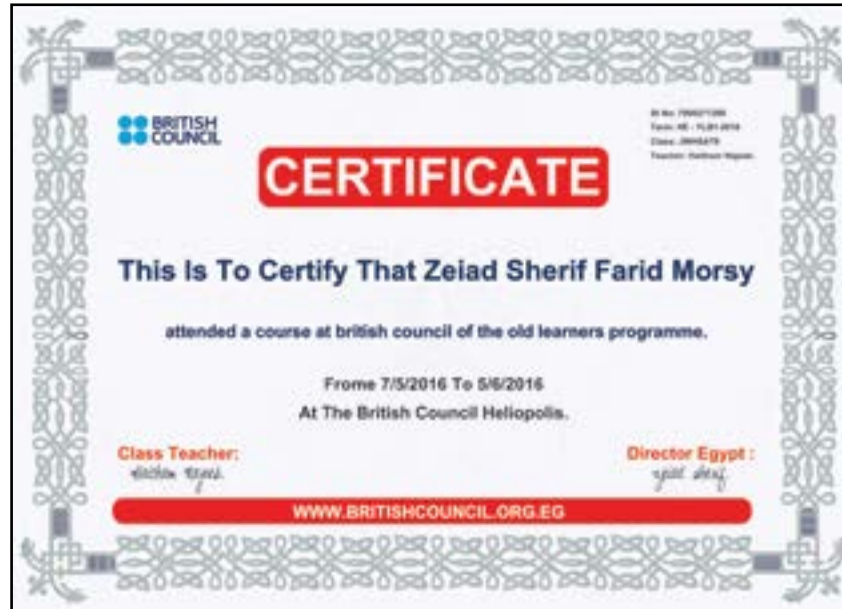 BRITISH
COUNCIL
CERTIFICATE
This Is To Certify That Zeiad Sherif Farid Morsy
attended a course at british council of the old learners programme.
Frome 7/5/2016 To 5/6/2016
At The British Council Heliopolis.
Class Teacher:
Director Egypt :
WWW.BRITISHCOUNCIL.ORG.EG